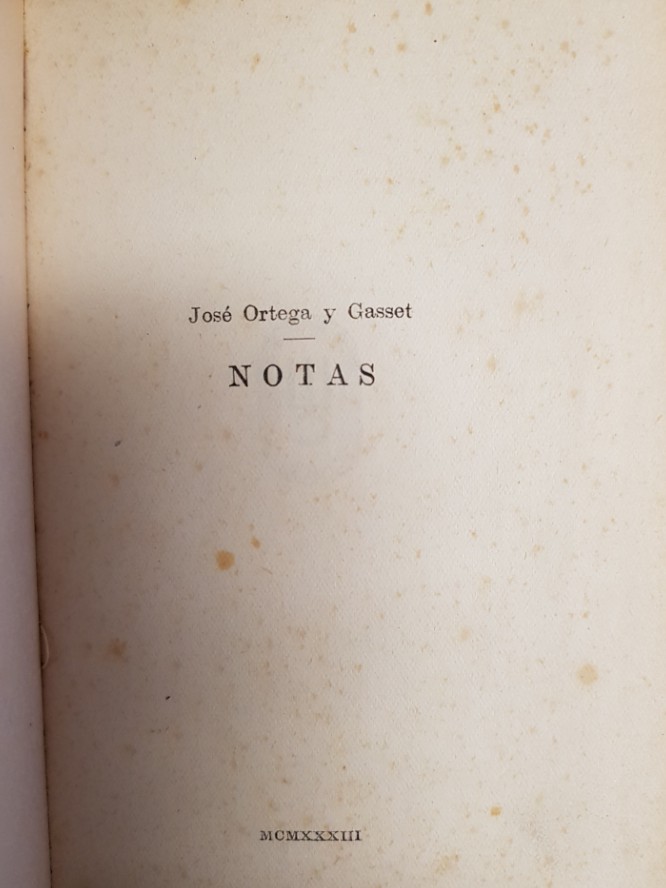 José Ortega y Gasset
NOTAS
MCMXXXIII